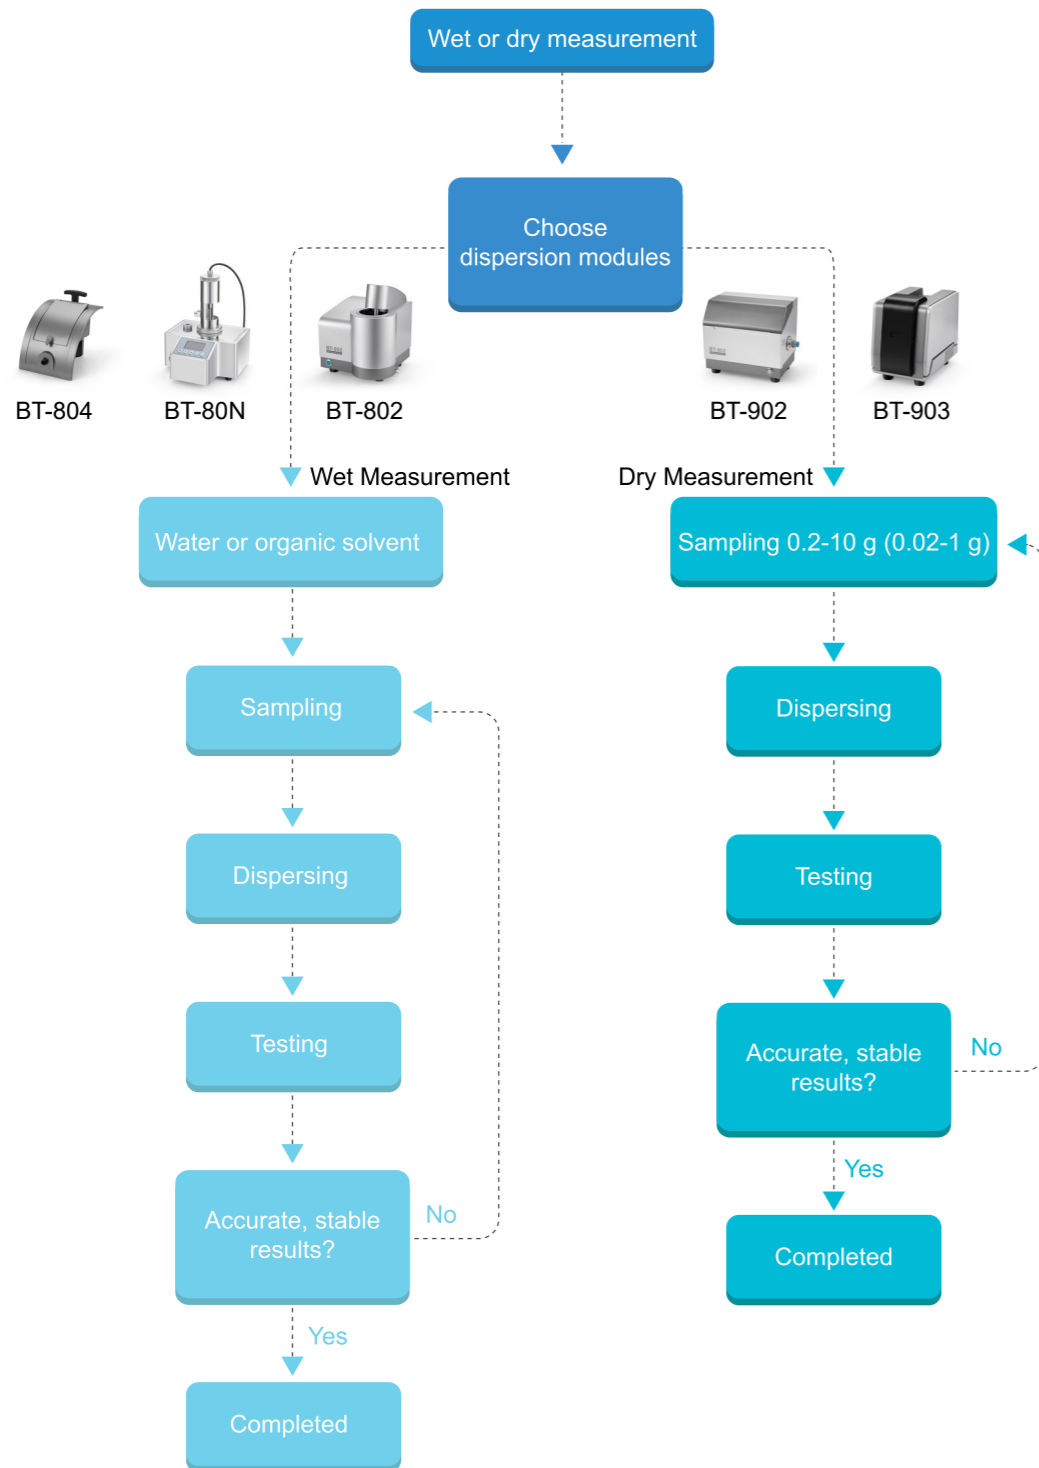 Wet or dry measurement
Choose
dispersion modules
BT-804
BT-80N
BT-802
BT-902
BT-903
Wet Measurement
Dry Measurement
Water or organic solvent
Sampling
Dispersing
Testing
Accurate, stable
results?
No
Yes
Completed
Sampling 0.2-10 g (0.02-1 g)
Dispersing
Testing
Accurate, stable
results?
No
Yes
Completed